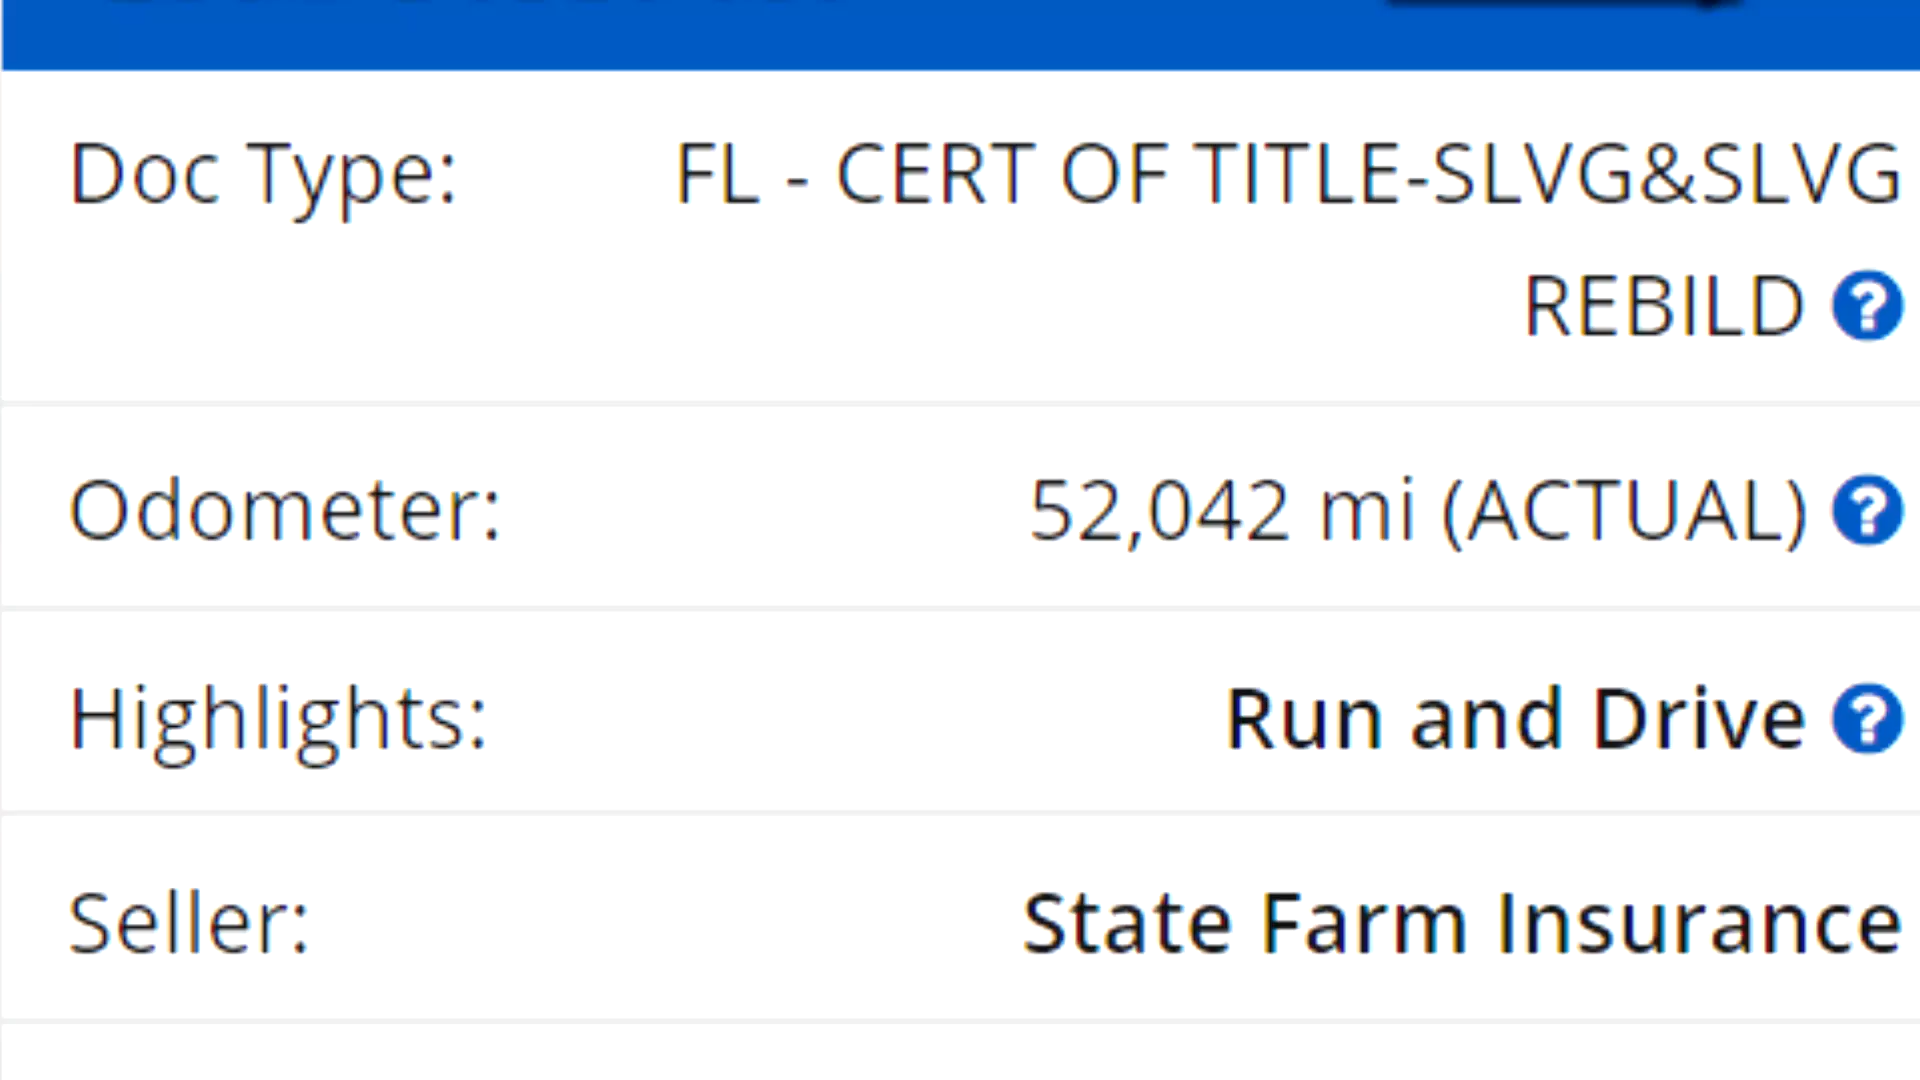 Doc Type: FL - CERT OF TITLE-SLVG&SLVG
REBILD ?
Odometer: 52,042 mi (ACTUAL) ?
Highlights: Run and Drive ?
Seller: State Farm Insurance